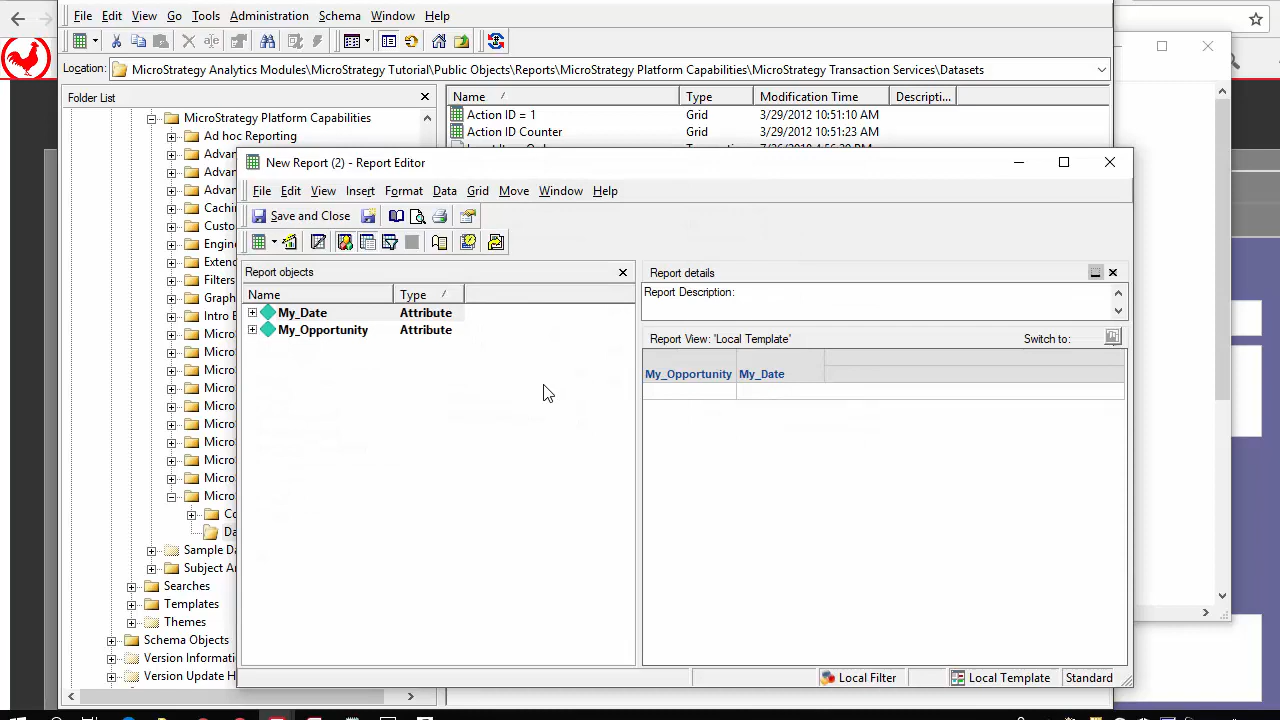 File Edit View Go Tools Administration Schema Window Help
Location: MicroStrategy Analytics Modules\MicroStrategy Tutorial\Public Objects\Reports\MicroStrategy Platform Capabilities\MicroStrategy Transaction Services\Datasets
Folder List
Name Type Modification Time Descripti...
MicroStrategy Platform Capabilities
Action ID = 1 Grid 3/29/2012 10:51:10 AM
Ad hoc Reporting
Action ID Counter Grid 3/29/2012 10:51:23 AM
Advan
New Report (2) - Report Editor
Advar
Advar
File Edit View Insert Format Data Grid Move Window Help
Cachi
Save and Close
Custo
Engin
Exten
Report objects
Report details
Filters
Name Type
Report Description:
Graph
My_Date Attribute
Intro E
My_Opportunity Attribute
Micro
Report View: 'Local Template' Switch to:
Micro
My_Opportunity My_Date
Micro
Micro
Micro
Micro
Micro
Micro
Micro
Micro
Co
Da
Sample Da
Subject Ar
Searches
Templates
Themes
Schema Objects
Version Informati
Version Update H
Local Filter Local Template Standard